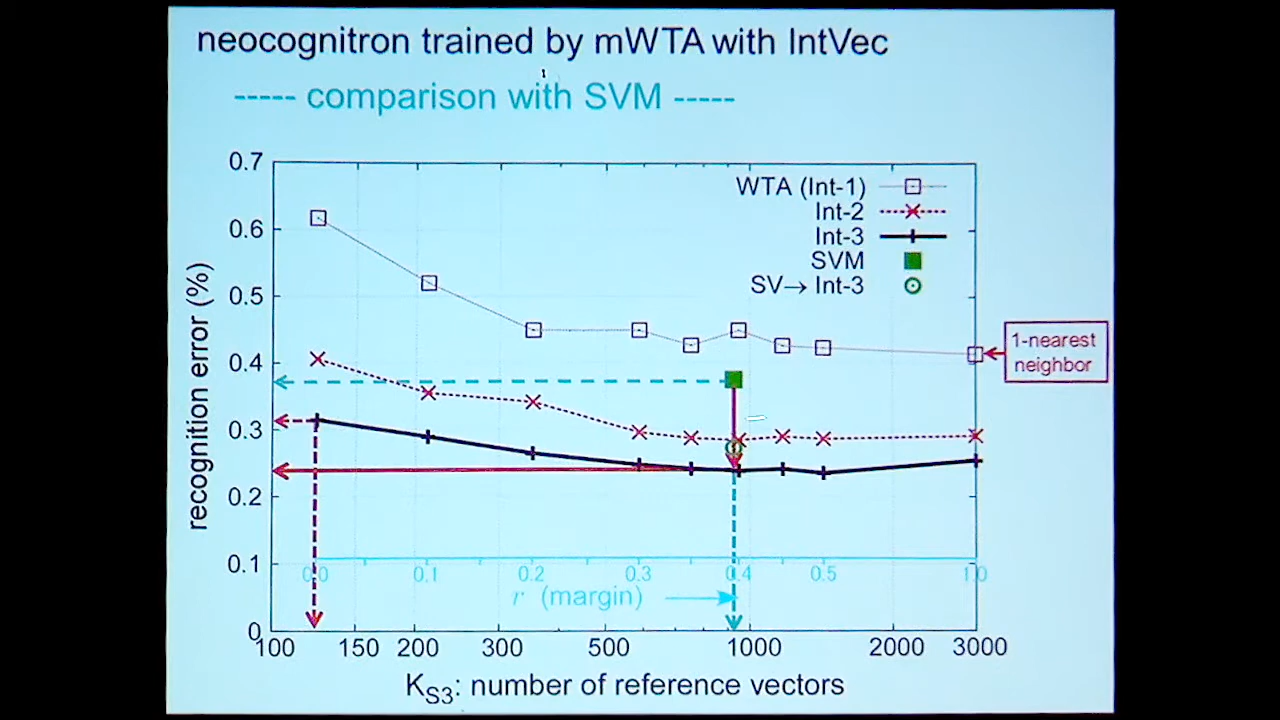 neocognitron trained by mWTA with IntVec
----- comparison with SVM -----
0.7
0.6
0.5
0.4
0.3
0.2
0.1
0
recognition error (%)
WTA (Int-1)
Int-2
Int-3
SVM
SV→ Int-3
1-nearest
neighbor
0.0 0.1 0.2 0.3 0.4 0.5 1.0
r (margin)
100 150 200 300 500 1000 2000 3000
KS3: number of reference vectors